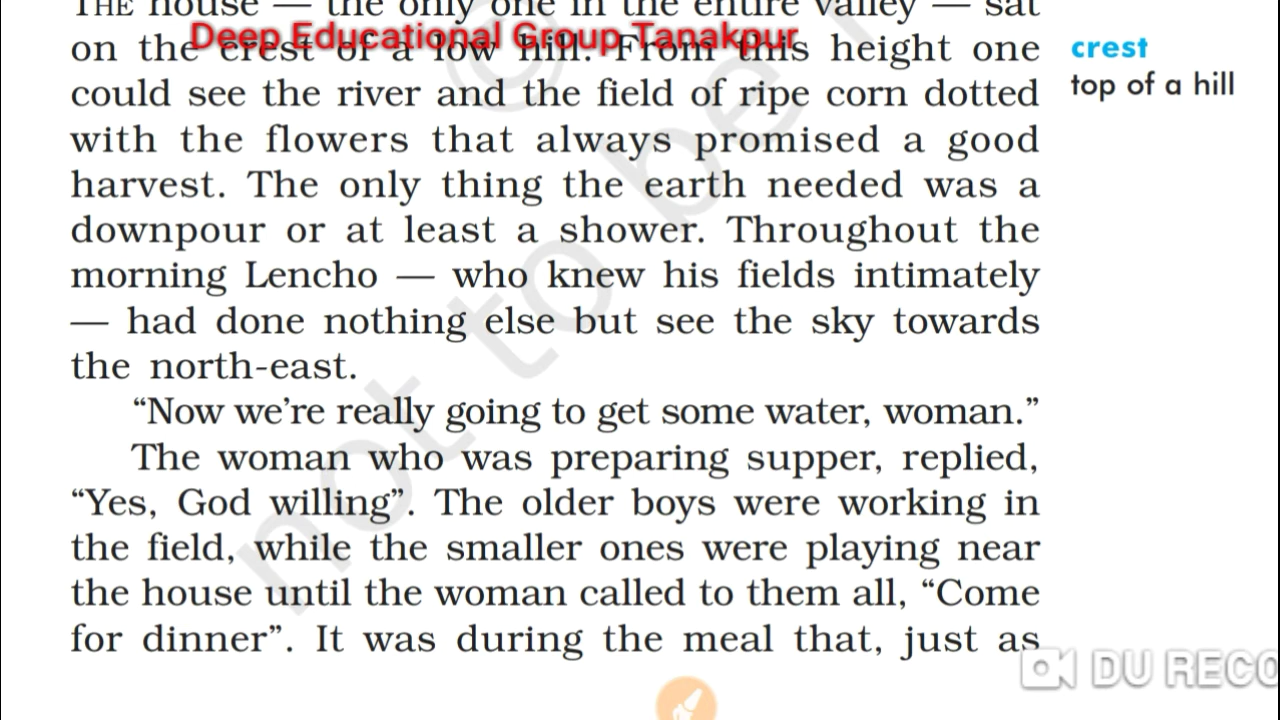 THE house — the only one in the entire valley — sat
on the crest of a low hill. From this height one
Deep Educational Group Tanakpur
could see the river and the field of ripe corn dotted
with the flowers that always promised a good
harvest. The only thing the earth needed was a
downpour or at least a shower. Throughout the
morning Lencho — who knew his fields intimately
— had done nothing else but see the sky towards
the north-east.
“Now we’re really going to get some water, woman.”
The woman who was preparing supper, replied,
“Yes, God willing”. The older boys were working in
the field, while the smaller ones were playing near
the house until the woman called to them all, “Come
for dinner”. It was during the meal that, just as
crest
top of a hill
not to be
DU RECO